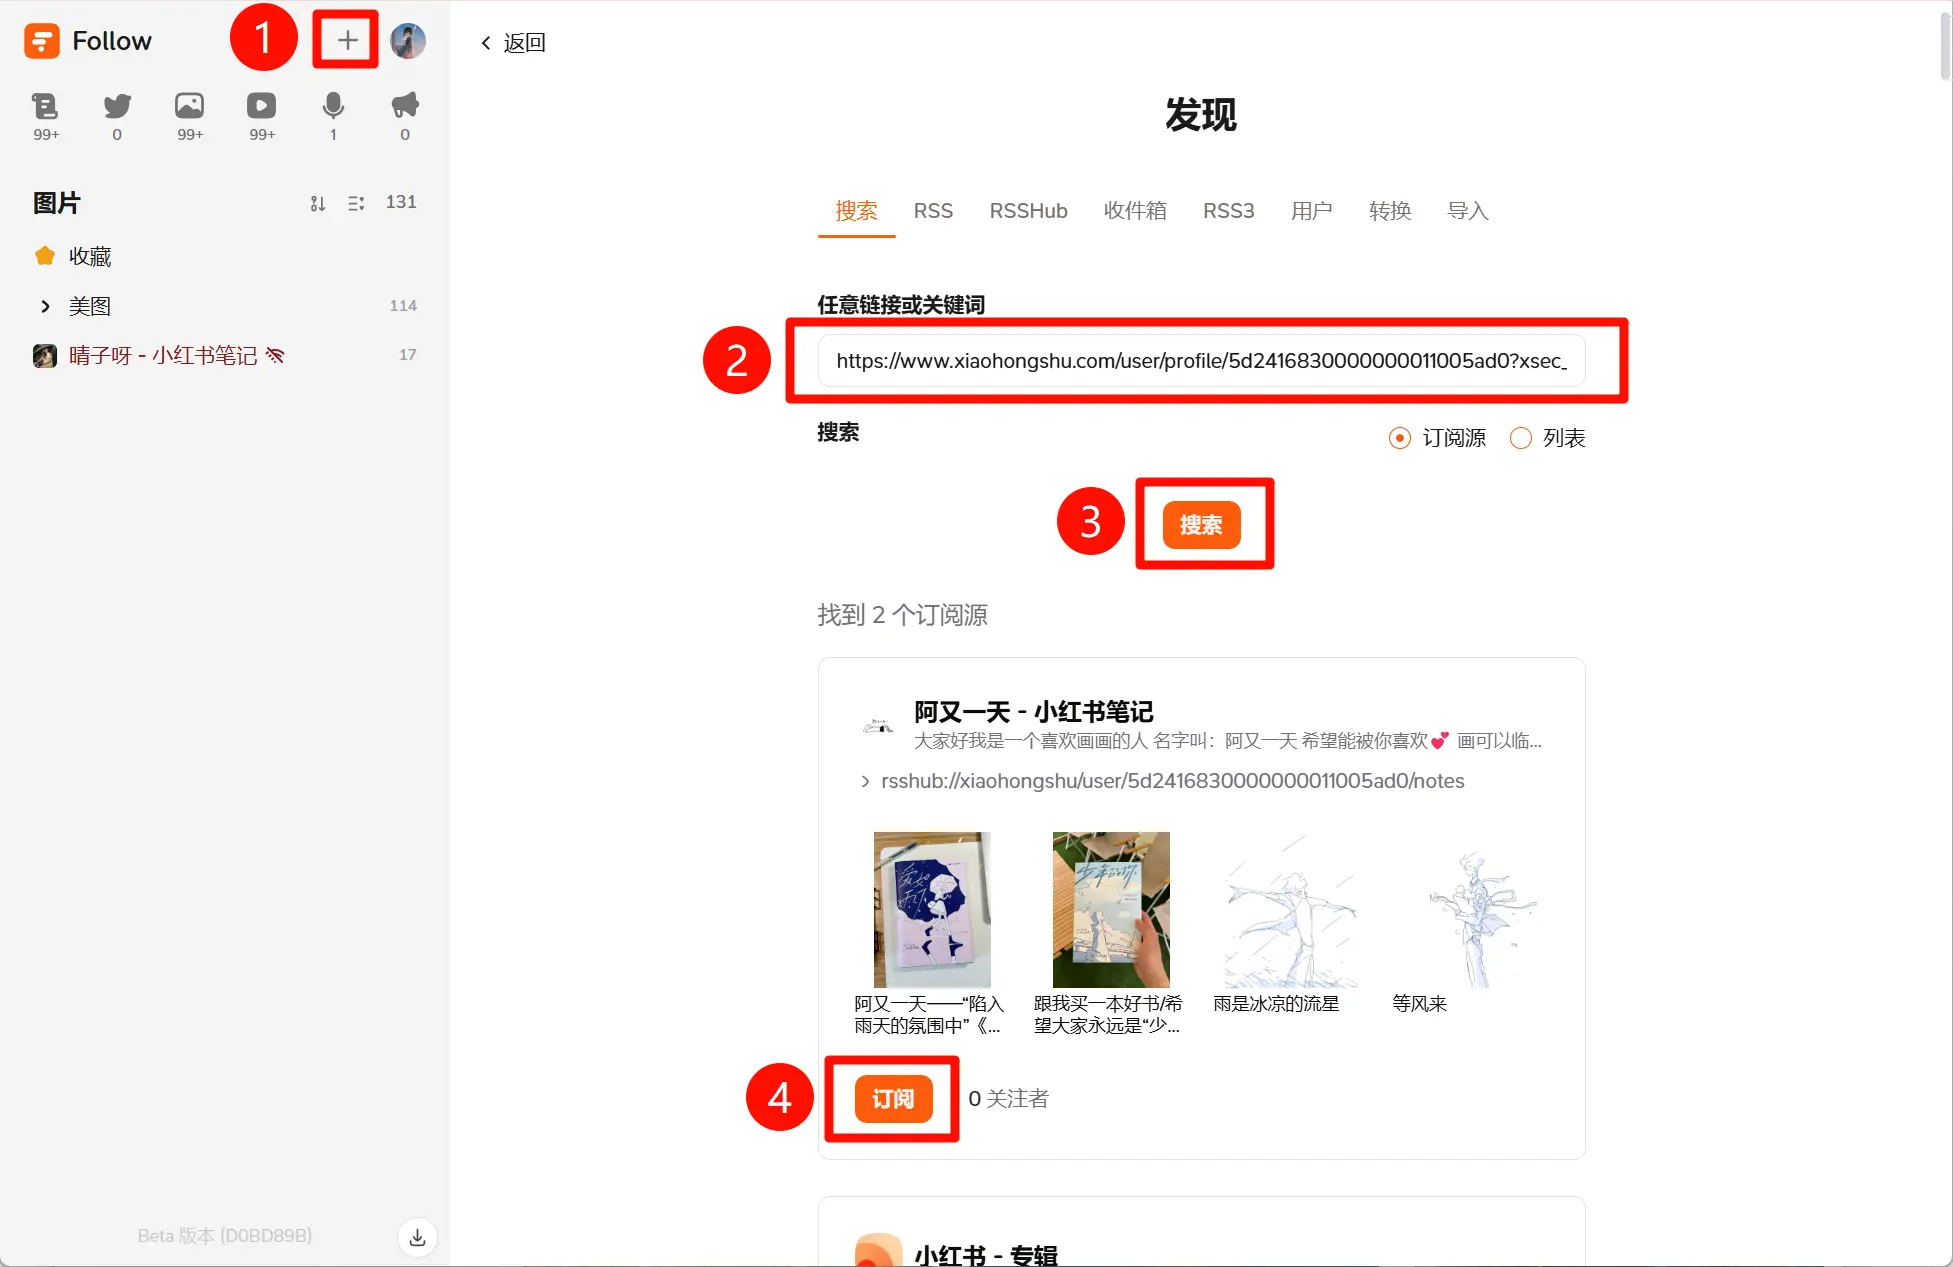 Follow
1
99+
0
99+
99+
1
0
图片
131
收藏
美图
114
晴子呀 - 小红书笔记
17
Beta 版本 (D0BD89B)
返回
发现
搜索
RSS
RSSHub
收件箱
RSS3
用户
转换
导入
任意链接或关键词
2
https://www.xiaohongshu.com/user/profile/5d2416830000000011005ad0?xsec_
搜索
订阅源
列表
3
搜索
找到 2 个订阅源
阿又一天 - 小红书笔记
大家好我是一个喜欢画画的人 名字叫：阿又一天 希望能被你喜欢💕 画可以临...
rsshub://xiaohongshu/user/5d2416830000000011005ad0/notes
阿又一天——“陷入
雨天的氛围中”《...
跟我买一本好书/希
望大家永远是“少...
雨是冰凉的流星
等风来
4
订阅
0 关注者
小红书 - 专辑